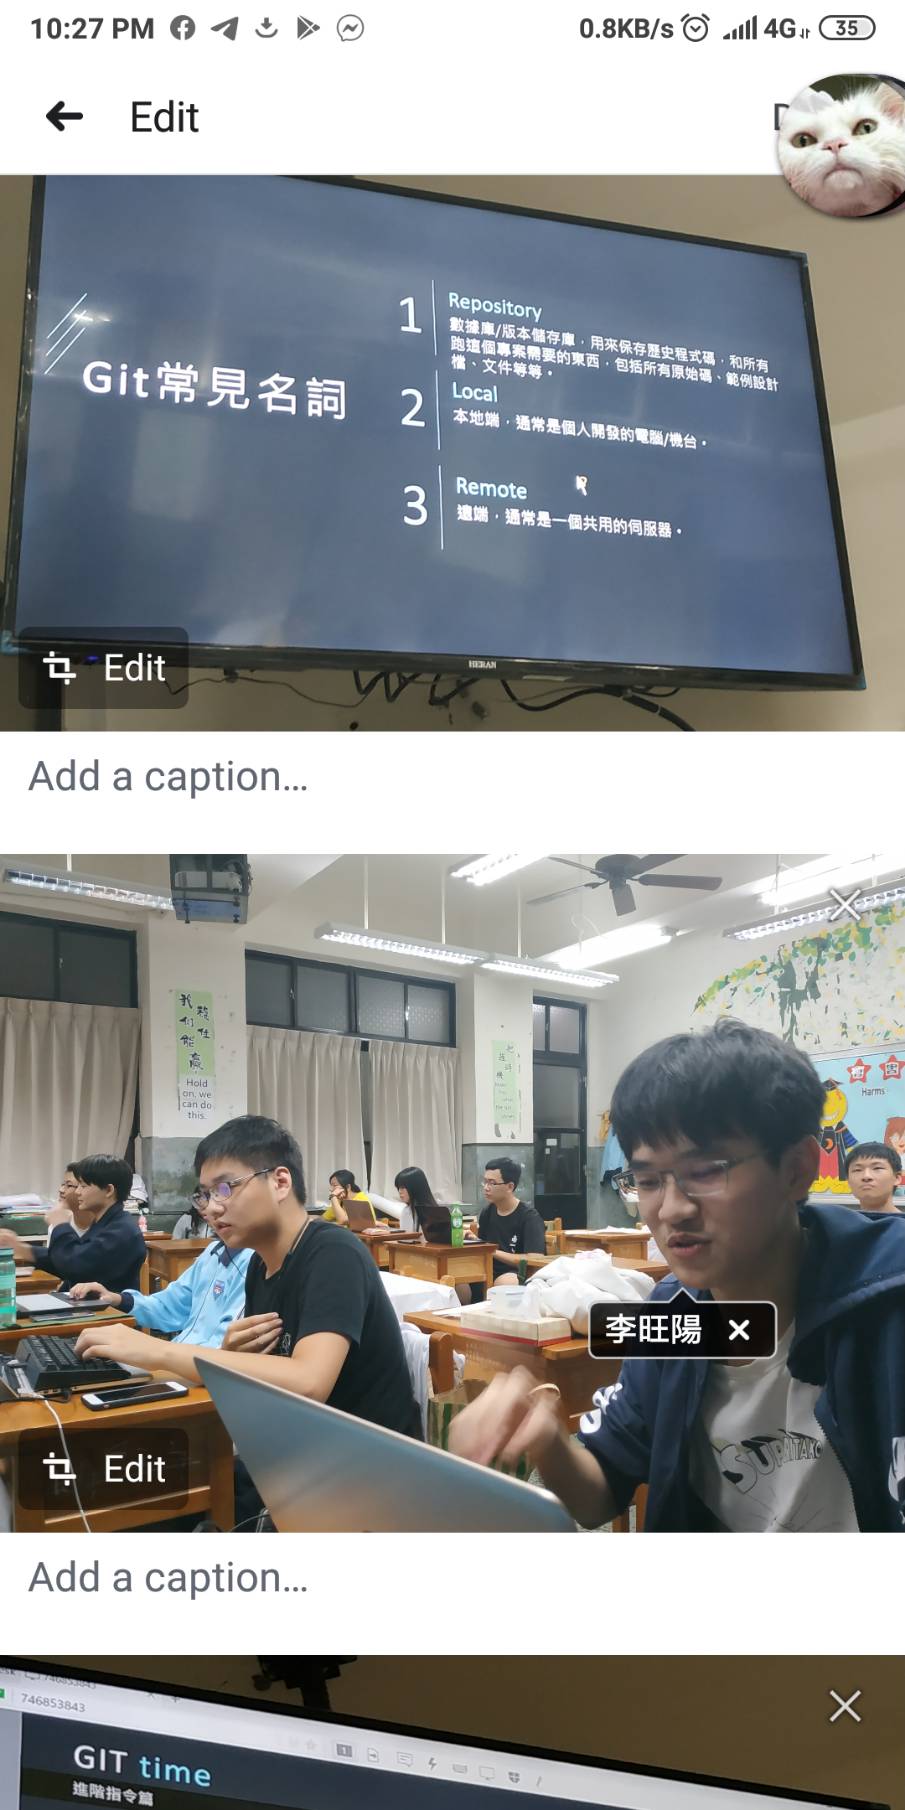 10:27 PM
0.8KB/s
4G
35
Edit
Git常見名詞
1
Repository
數據庫/版本儲存庫，用來保存歷史程式碼，和所有
跑這個專案需要的東西，包括所有原始碼、範例設計
檔、文件等等。
2
Local
本地端，通常是個人開發的電腦/機台。
3
Remote
遠端，通常是一個共用的伺服器。
HERAN
Edit
Add a caption...
我們能贏
穩住
Hold
on, we
can do
this.
Harms
李旺陽
Edit
Add a caption...
746853843
GIT time
進階指令篇